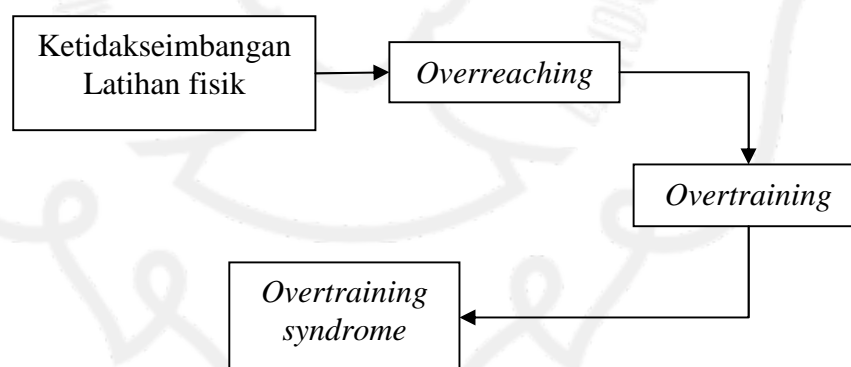 Ketidakseimbangan
Latihan fisik
Overreaching
Overtraining
Overtraining
syndrome